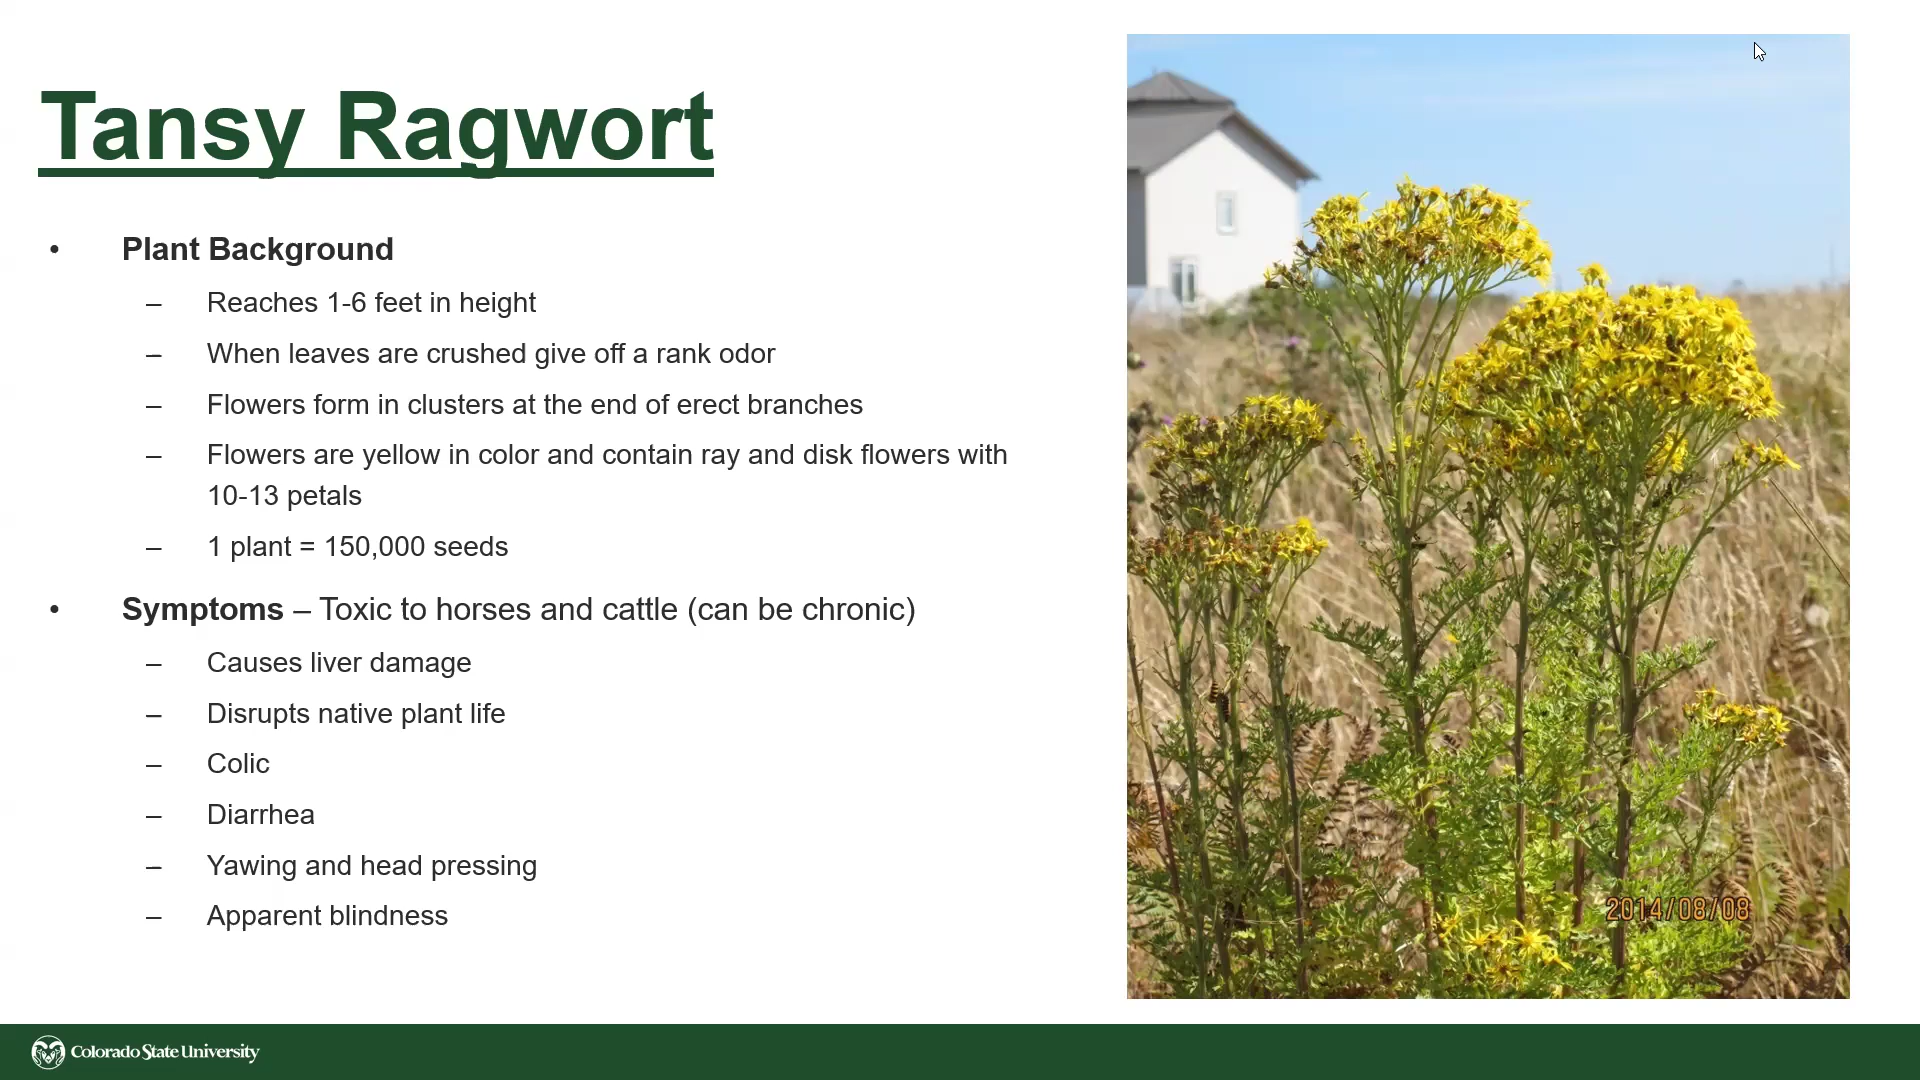 Tansy Ragwort
• Plant Background
– Reaches 1-6 feet in height
– When leaves are crushed give off a rank odor
– Flowers form in clusters at the end of erect branches
– Flowers are yellow in color and contain ray and disk flowers with
10-13 petals
– 1 plant = 150,000 seeds
• Symptoms – Toxic to horses and cattle (can be chronic)
– Causes liver damage
– Disrupts native plant life
– Colic
– Diarrhea
– Yawing and head pressing
– Apparent blindness
2014/08/08
Colorado State University